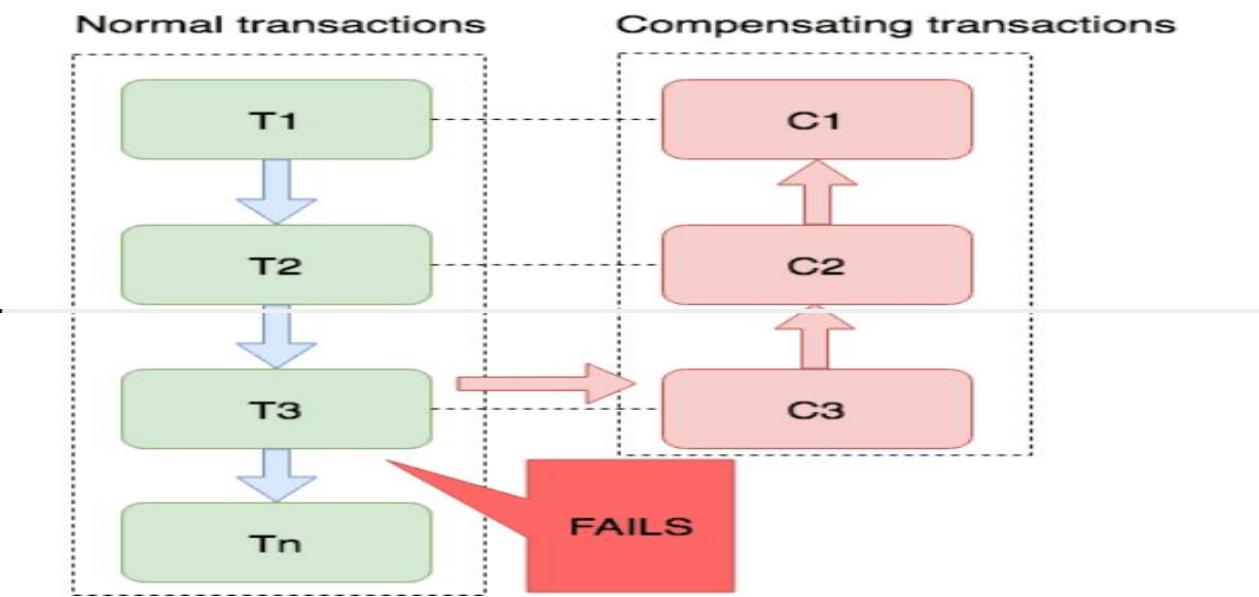 Normal transactions
Compensating transactions
T1
C1
T2
C2
T3
C3
Tn
FAILS